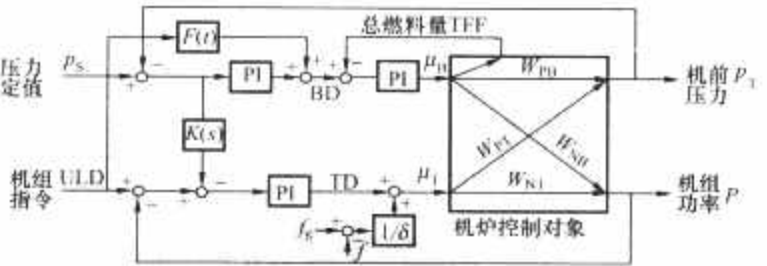 总燃料量TFF
F(t)
压力
定值
p_S
PI
BD
PI
μ_B
W_PB
机前
压力
p_T
K(s)
W_PT
W_NB
机组
指令
ULD
PI
TD
μ_T
W_NT
机组
功率
P
f_S
f
1/δ
机炉控制对象